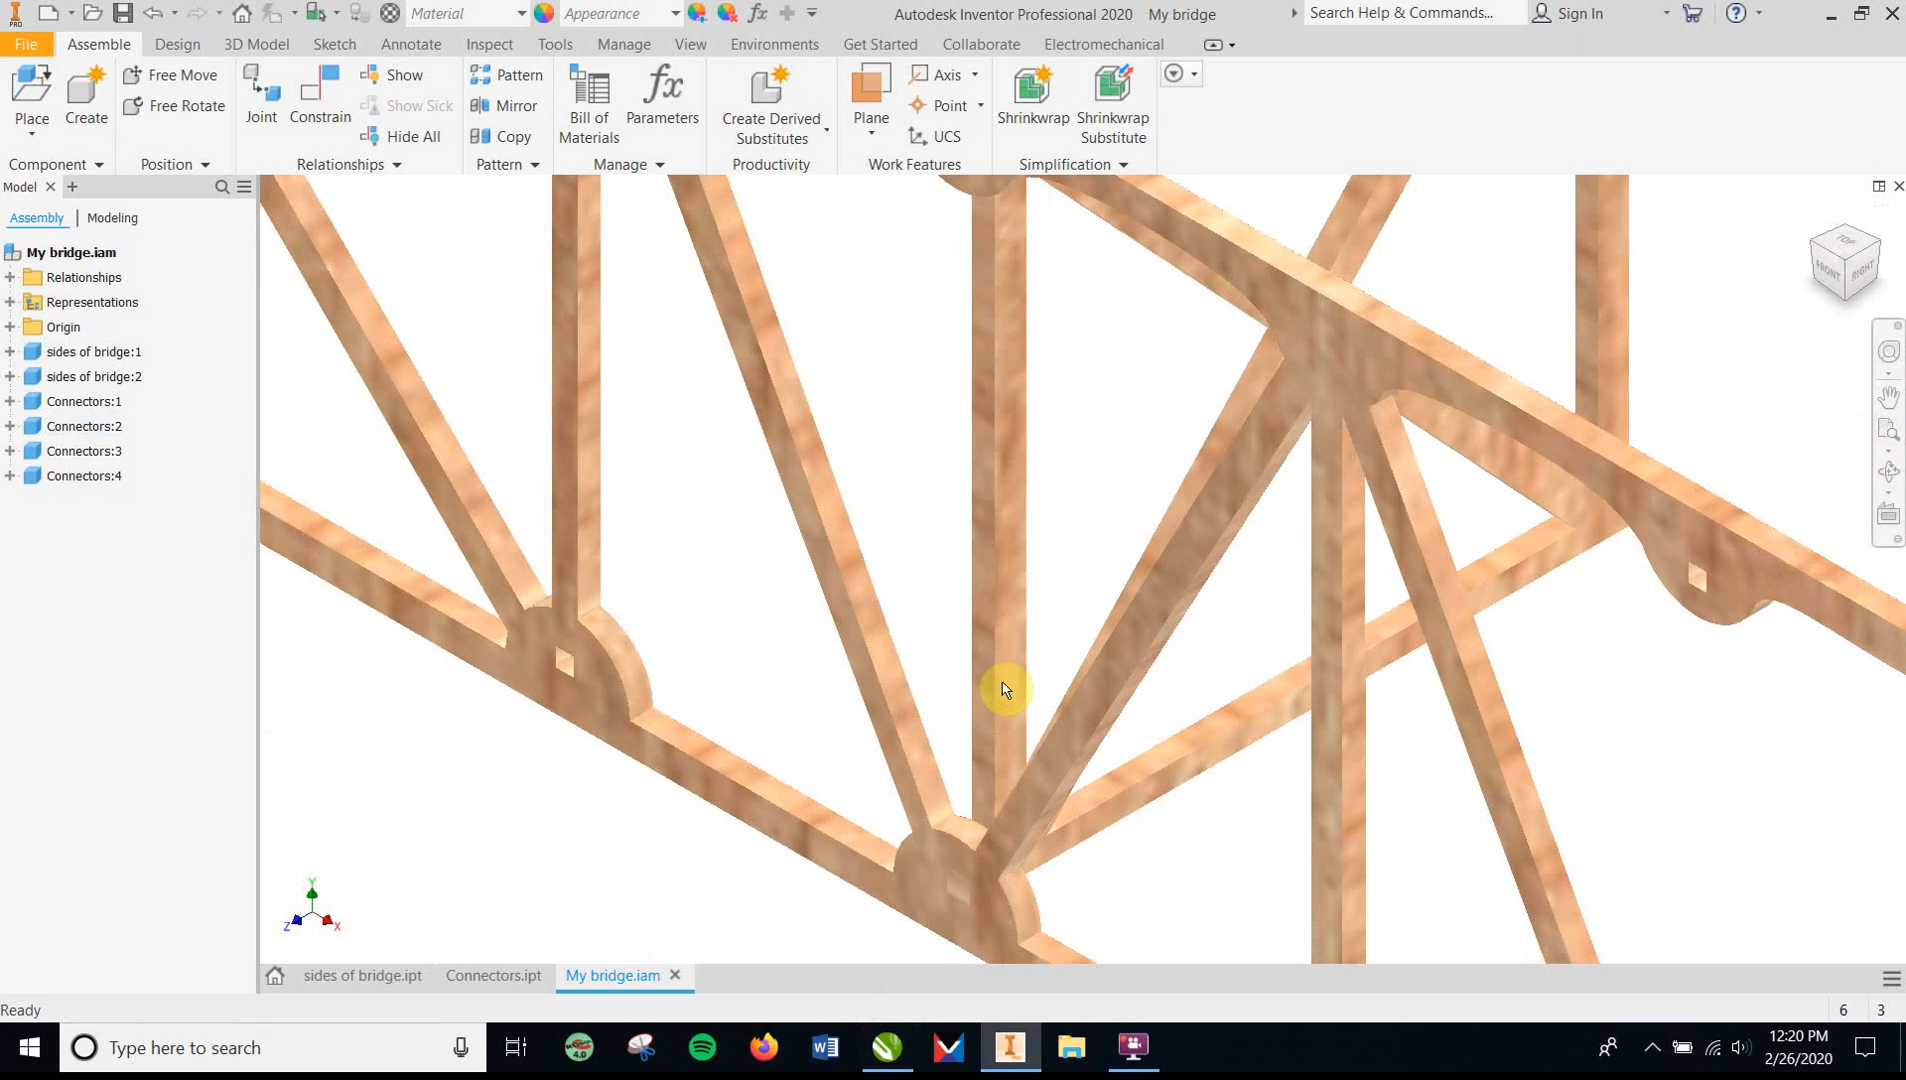 Material
Appearance
Autodesk Inventor Professional 2020 My bridge
Search Help & Commands...
Sign In
File Assemble Design 3D Model Sketch Annotate Inspect Tools Manage View Environments Get Started Collaborate Electromechanical
Place
Create
Free Move
Free Rotate
Joint
Constrain
Show
Show Sick
Hide All
Pattern
Mirror
Copy
Bill of
Materials
Parameters
Create Derived
Substitutes
Plane
Axis
Point
UCS
Shrinkwrap
Shrinkwrap
Substitute
Component Position Relationships Pattern Manage Productivity Work Features Simplification
Model
Assembly Modeling
My bridge.iam
Relationships
Representations
Origin
sides of bridge:1
sides of bridge:2
Connectors:1
Connectors:2
Connectors:3
Connectors:4
TOP
FRONT RIGHT
Y
Z X
sides of bridge.ipt Connectors.ipt My bridge.iam
Ready 6 3
Type here to search
12:20 PM
2/26/2020